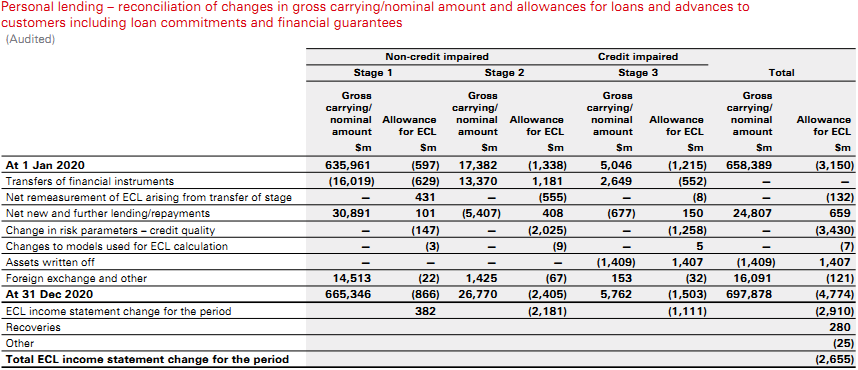 Personal lending – reconciliation of changes in gross carrying/nominal amount and allowances for loans and advances to
customers including loan commitments and financial guarantees
(Audited)
Non-credit impaired Credit impaired
Stage 1 Stage 2 Stage 3 Total
Gross carrying/ nominal amount Allowance for ECL Gross carrying/ nominal amount Allowance for ECL Gross carrying/ nominal amount Allowance for ECL Gross carrying/ nominal amount Allowance for ECL
$m $m $m $m $m $m $m $m
At 1 Jan 2020 635,961 (597) 17,382 (1,338) 5,046 (1,215) 658,389 (3,150)
Transfers of financial instruments (16,019) (629) 13,370 1,181 2,649 (552) – –
Net remeasurement of ECL arising from transfer of stage – 431 – (555) – (8) – (132)
Net new and further lending/repayments 30,891 101 (5,407) 408 (677) 150 24,807 659
Change in risk parameters – credit quality – (147) – (2,025) – (1,258) – (3,430)
Changes to models used for ECL calculation – (3) – (9) – 5 – (7)
Assets written off – – – – (1,409) 1,407 (1,409) 1,407
Foreign exchange and other 14,513 (22) 1,425 (67) 153 (32) 16,091 (121)
At 31 Dec 2020 665,346 (866) 26,770 (2,405) 5,762 (1,503) 697,878 (4,774)
ECL income statement change for the period 382 (2,181) (1,111) (2,910)
Recoveries 280
Other (25)
Total ECL income statement change for the period (2,655)